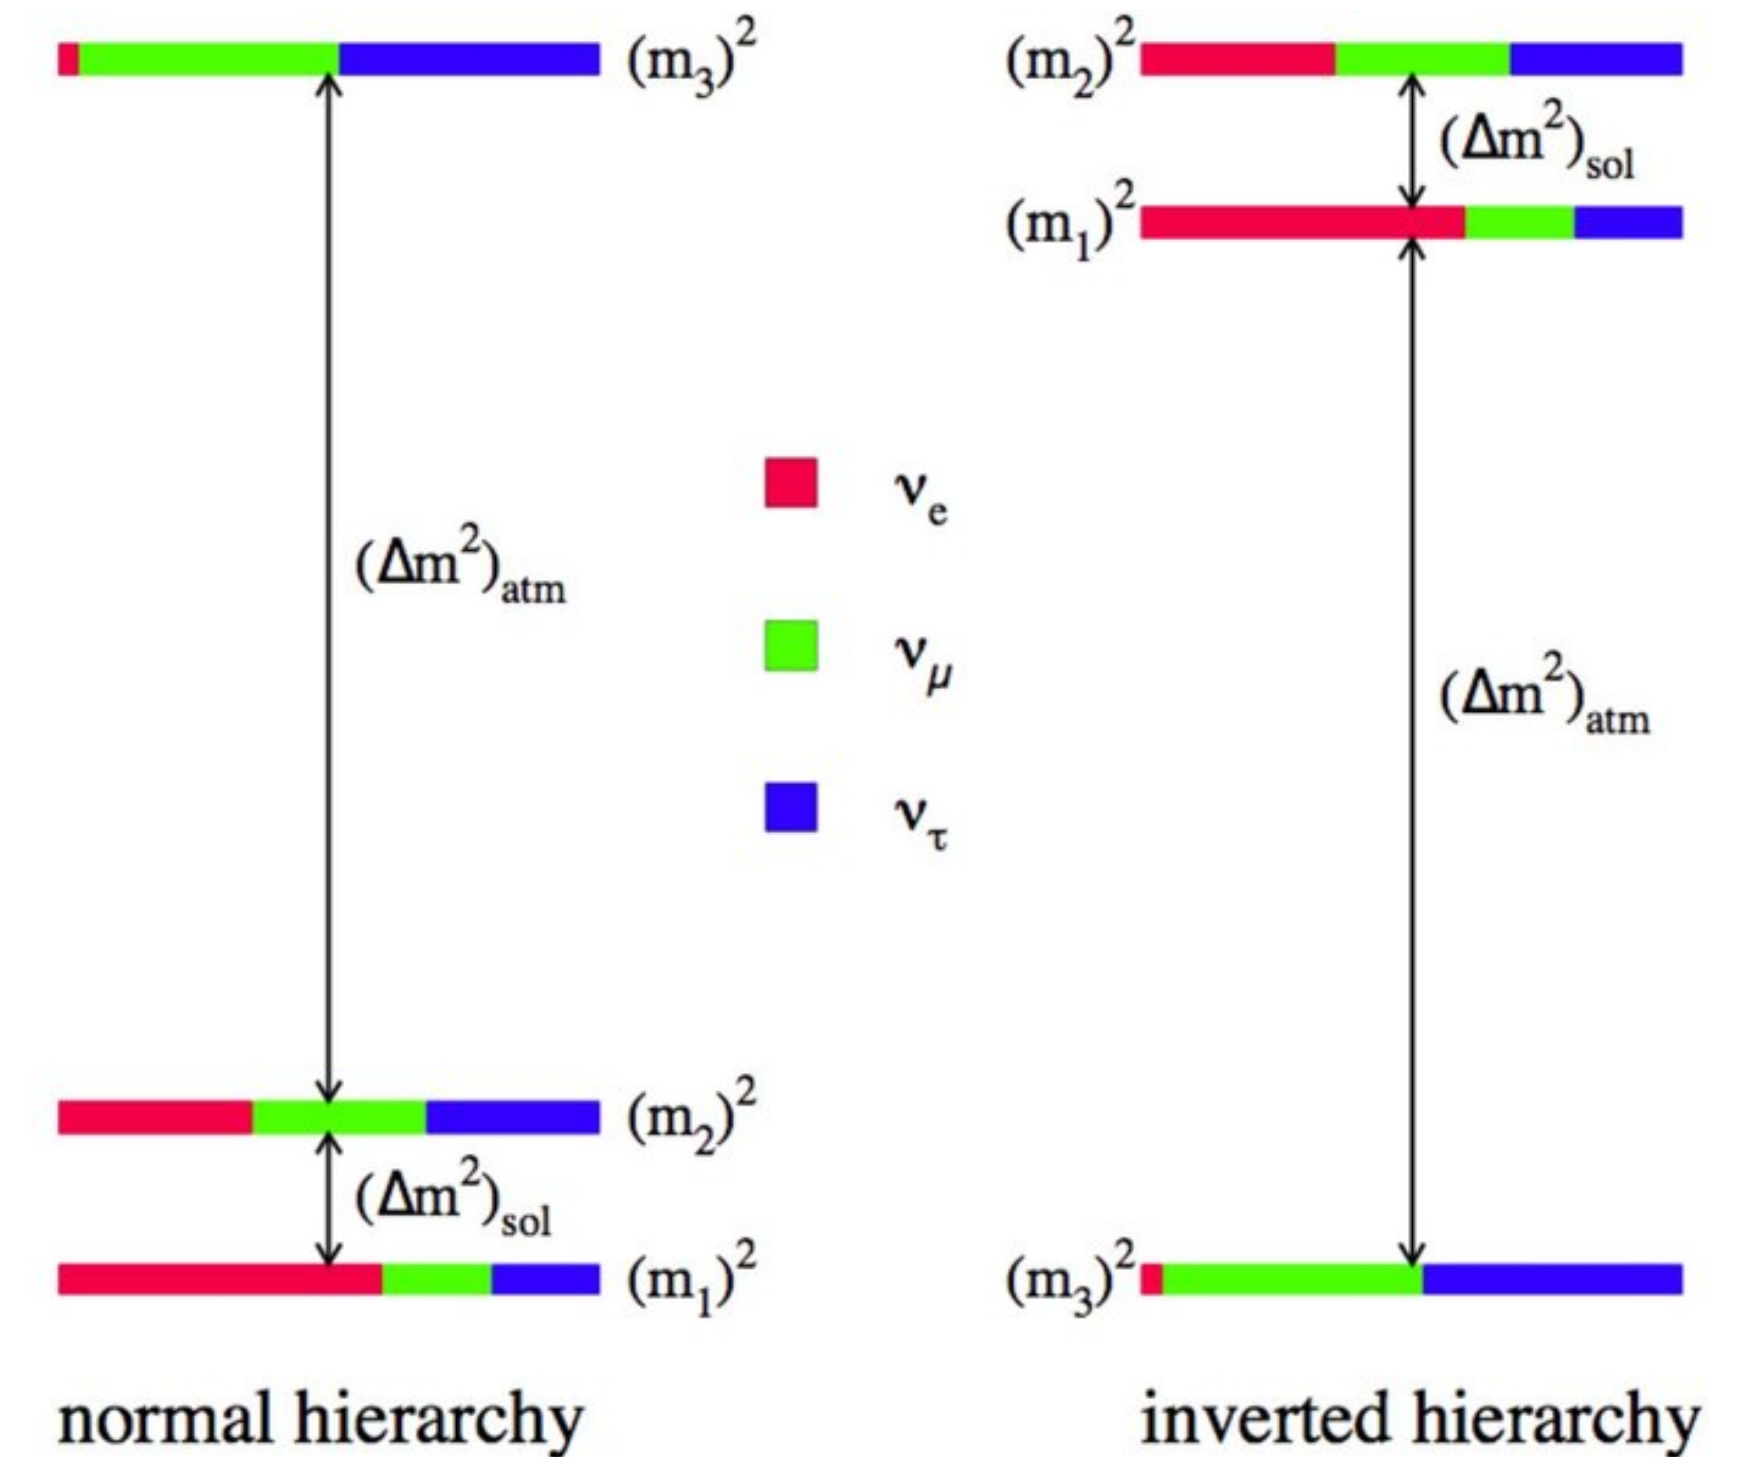 (m₃)²
(Δm²)atm
(m₂)²
(Δm²)sol
(m₁)²
normal hierarchy
νe
νμ
ντ
(m₂)²
(Δm²)sol
(m₁)²
(Δm²)atm
(m₃)²
inverted hierarchy